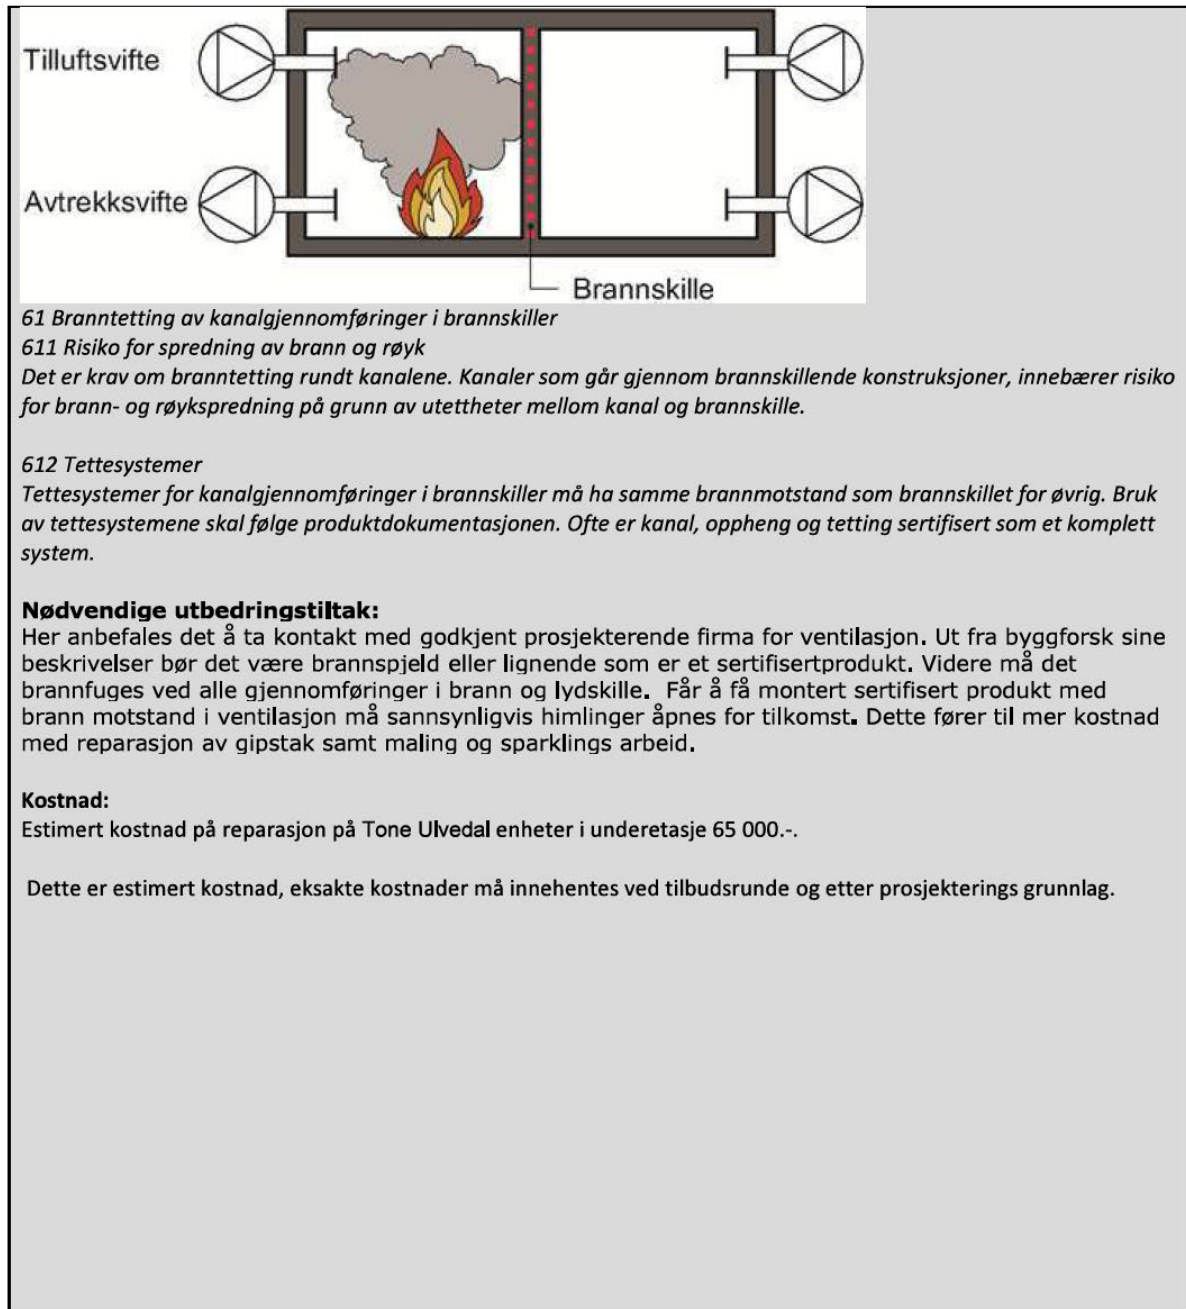 Tilluftsvifte
Avtrekksvifte
Brannskille
61 Branntetting av kanalgjennomføringer i brannskiller
611 Risiko for spredning av brann og røyk
Det er krav om branntetting rundt kanalene. Kanaler som går gjennom brannskillende konstruksjoner, innebærer risiko
for brann- og røykspredning på grunn av utettheter mellom kanal og brannskille.
612 Tettesystemer
Tettesystemer for kanalgjennomføringer i brannskiller må ha samme brannmotstand som brannskillet for øvrig. Bruk
av tettesystemene skal følge produktdokumentasjonen. Ofte er kanal, oppheng og tetting sertifisert som et komplett
system.
Nødvendige utbedringstiltak:
Her anbefales det å ta kontakt med godkjent prosjekterende firma for ventilasjon. Ut fra byggforsk sine
beskrivelser bør det være brannspjeld eller lignende som er et sertifisertprodukt. Videre må det
brannfuges ved alle gjennomføringer i brann og lydskille.  Får å få montert sertifisert produkt med
brann motstand i ventilasjon må sannsynligvis himlinger åpnes for tilkomst. Dette fører til mer kostnad
med reparasjon av gipstak samt maling og sparklings arbeid.
Kostnad:
Estimert kostnad på reparasjon på Tone Ulvedal enheter i underetasje 65 000.-.
Dette er estimert kostnad, eksakte kostnader må innehentes ved tilbudsrunde og etter prosjekterings grunnlag.